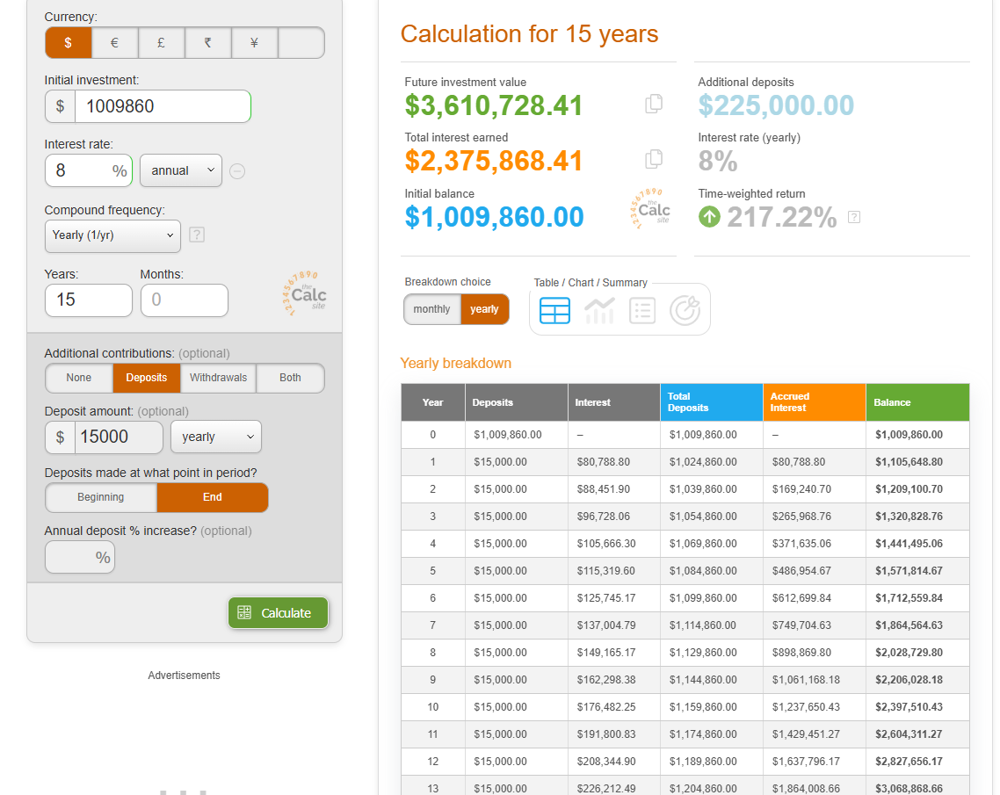 Currency:
$ € £ ₹ ¥
Initial investment:
$ 1009860
Interest rate:
8 % annual
Compound frequency:
Yearly (1/yr) ?
Years: Months:
15 0
1234567890
the
Calc
site
Additional contributions: (optional)
None Deposits Withdrawals Both
Deposit amount: (optional)
$ 15000 yearly
Deposits made at what point in period?
Beginning End
Annual deposit % increase? (optional)
%
Calculate
Advertisements
Calculation for 15 years
Future investment value
$3,610,728.41
Additional deposits
$225,000.00
Total interest earned
$2,375,868.41
Interest rate (yearly)
8%
Initial balance
$1,009,860.00
1234567890
the
Calc
site
Time-weighted return
217.22% ?
Breakdown choice
monthly yearly
Table / Chart / Summary
Yearly breakdown
Year Deposits Interest Total Deposits Accrued Interest Balance
0 $1,009,860.00 – $1,009,860.00 – $1,009,860.00
1 $15,000.00 $80,788.80 $1,024,860.00 $80,788.80 $1,105,648.80
2 $15,000.00 $88,451.90 $1,039,860.00 $169,240.70 $1,209,100.70
3 $15,000.00 $96,728.06 $1,054,860.00 $265,968.76 $1,320,828.76
4 $15,000.00 $105,666.30 $1,069,860.00 $371,635.06 $1,441,495.06
5 $15,000.00 $115,319.60 $1,084,860.00 $486,954.67 $1,571,814.67
6 $15,000.00 $125,745.17 $1,099,860.00 $612,699.84 $1,712,559.84
7 $15,000.00 $137,004.79 $1,114,860.00 $749,704.63 $1,864,564.63
8 $15,000.00 $149,165.17 $1,129,860.00 $898,869.80 $2,028,729.80
9 $15,000.00 $162,298.38 $1,144,860.00 $1,061,168.18 $2,206,028.18
10 $15,000.00 $176,482.25 $1,159,860.00 $1,237,650.43 $2,397,510.43
11 $15,000.00 $191,800.83 $1,174,860.00 $1,429,451.27 $2,604,311.27
12 $15,000.00 $208,344.90 $1,189,860.00 $1,637,796.17 $2,827,656.17
13 $15,000.00 $226,212.49 $1,204,860.00 $1,864,008.66 $3,068,868.66